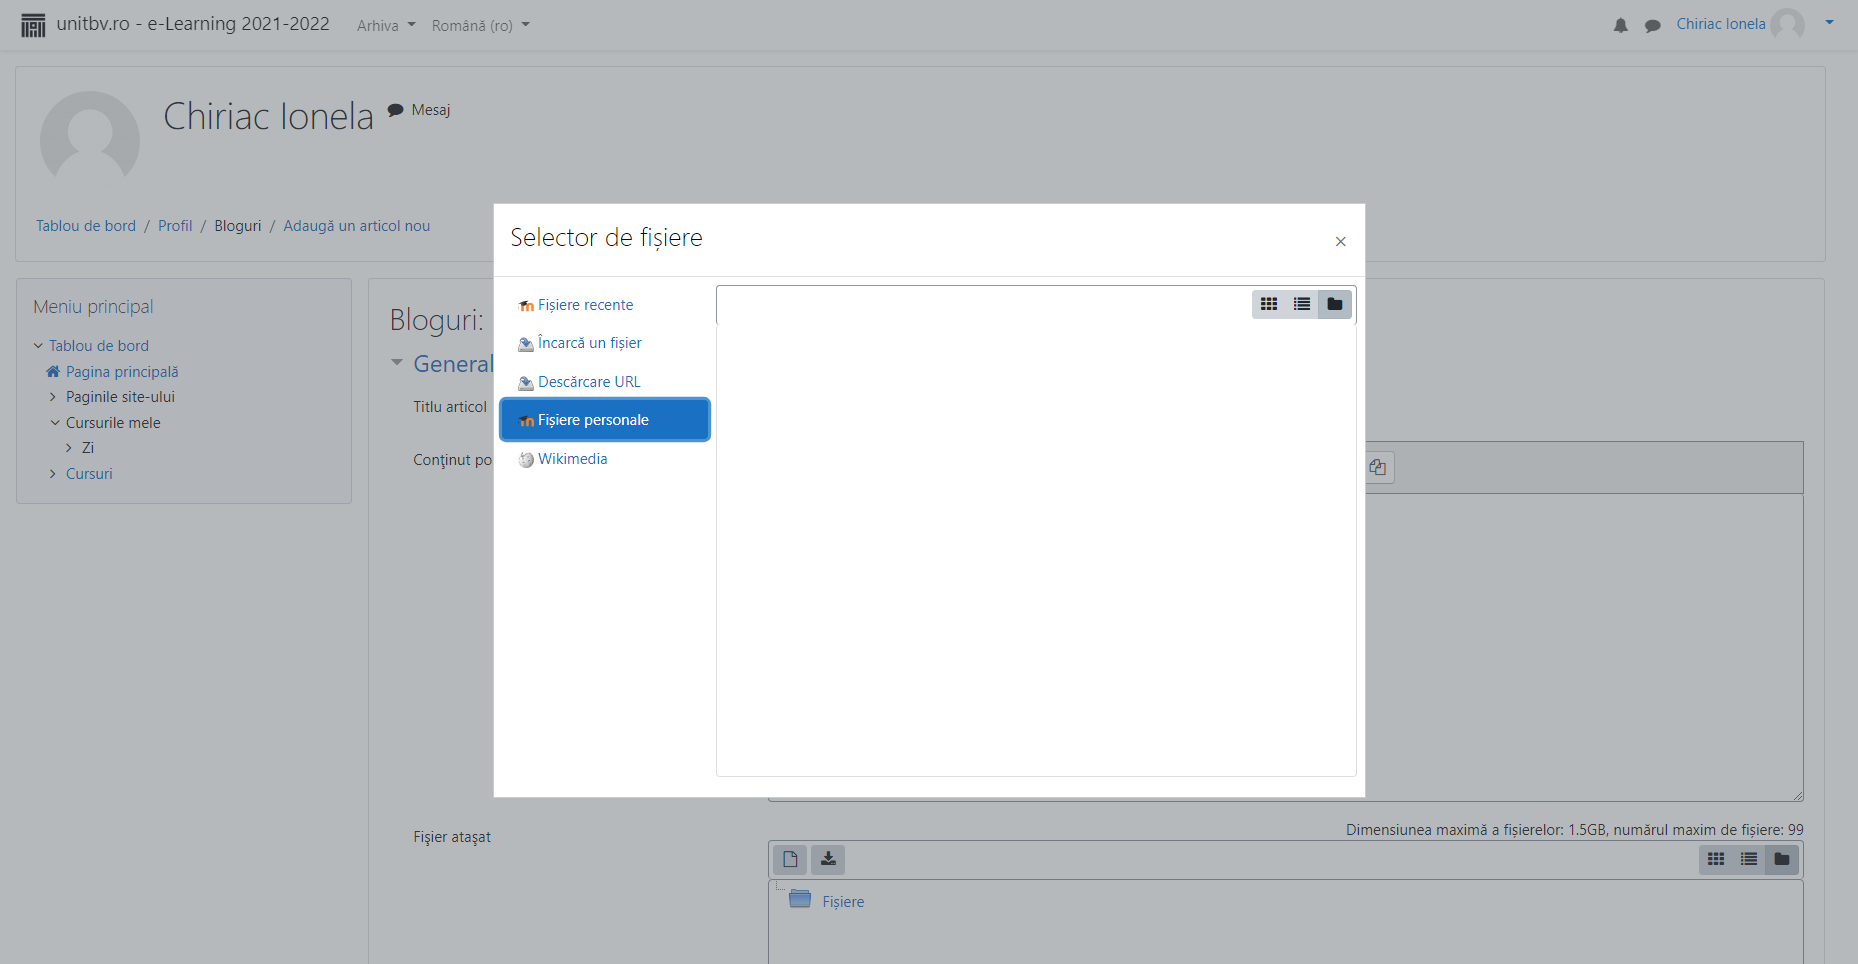 unitbv.ro - e-Learning 2021-2022 Arhiva Română (ro) Chiriac Ionela
Chiriac Ionela Mesaj
Tablou de bord / Profil / Bloguri / Adaugă un articol nou
Selector de fișiere ×
Fișiere recente
Încarcă un fișier
Descărcare URL
Fișiere personale
Wikimedia
Meniu principal
Tablou de bord
Pagina principală
Paginile site-ului
Cursurile mele
Zi
Cursuri
Bloguri:
General
Titlu articol
Conţinut po
Fişier ataşat
Dimensiunea maximă a fișierelor: 1.5GB, numărul maxim de fișiere: 99
Fișiere